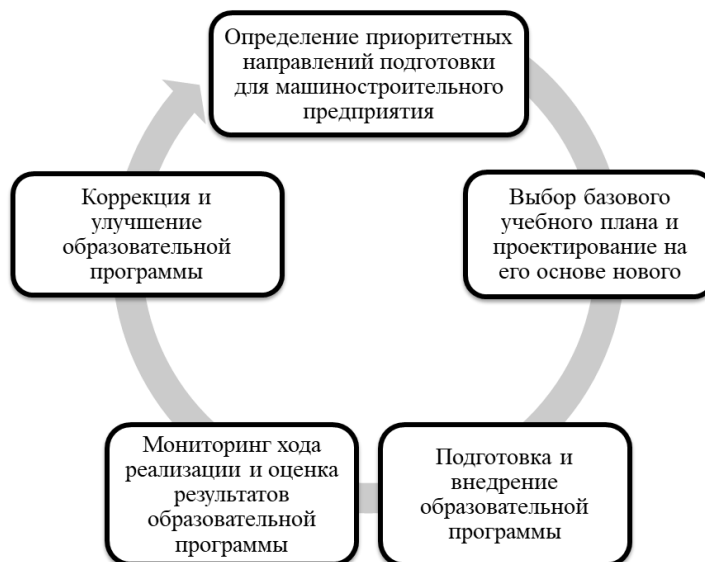 Определение приоритетных
направлений подготовки
для машиностроительного
предприятия
Выбор базового
учебного плана и
проектирование на
его основе нового
Подготовка и
внедрение
образовательной
программы
Мониторинг хода
реализации и оценка
результатов
образовательной
программы
Коррекция и
улучшение
образовательной
программы